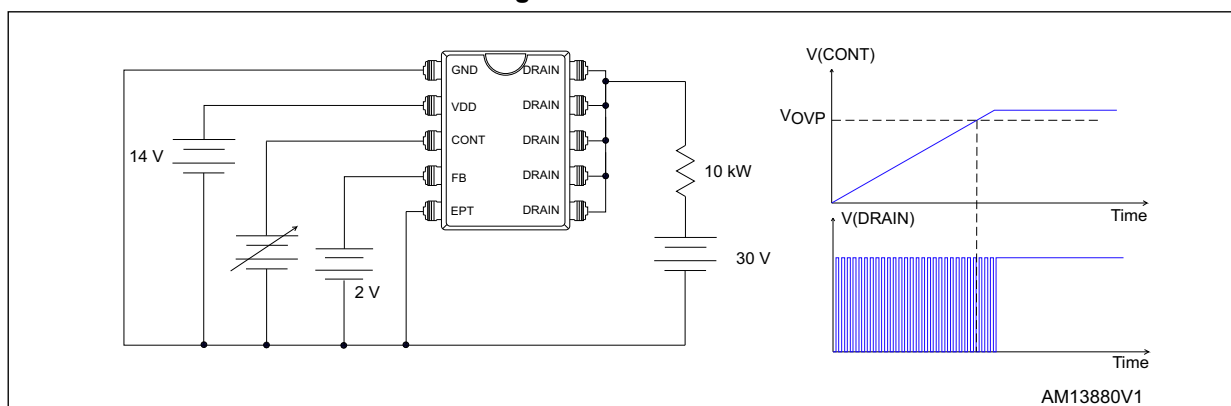 GND DRAIN
VDD DRAIN
CONT DRAIN
FB DRAIN
EPT DRAIN
14 V
2 V
10 kW
30 V
V(CONT)
VOVP
Time
V(DRAIN)
Time
AM13880V1